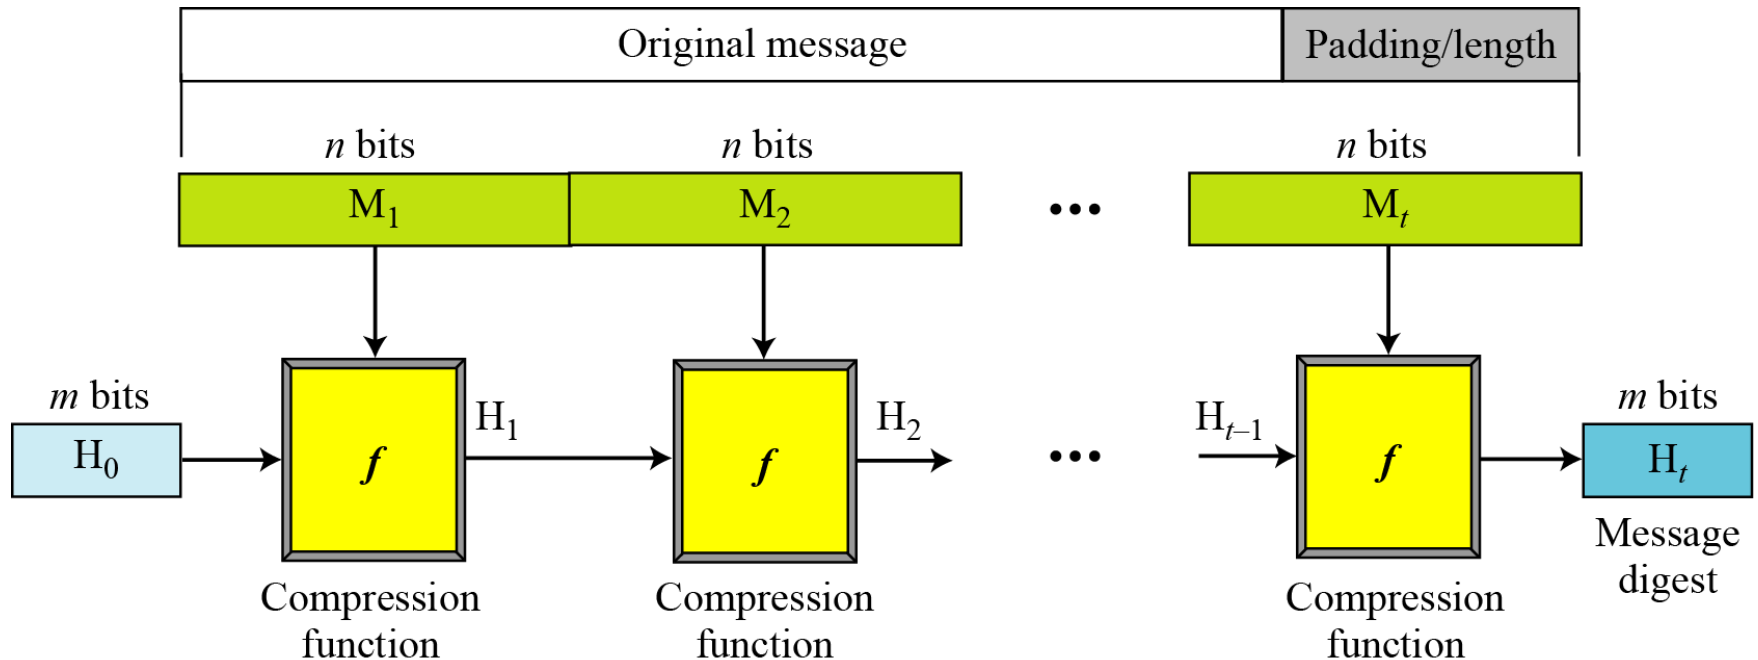 Original message Padding/length
n bits n bits n bits
M1 M2 ••• Mt
m bits H1 H2 Ht–1 m bits
H0 f f ••• f Ht
Message
digest
Compression Compression Compression
function function function